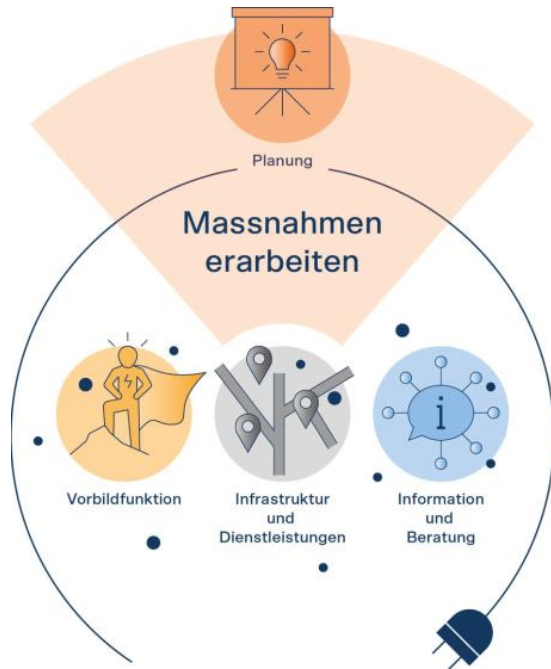 Planung
Massnahmen
erarbeiten
Vorbildfunktion
Infrastruktur
und
Dienstleistungen
i
Information
und
Beratung